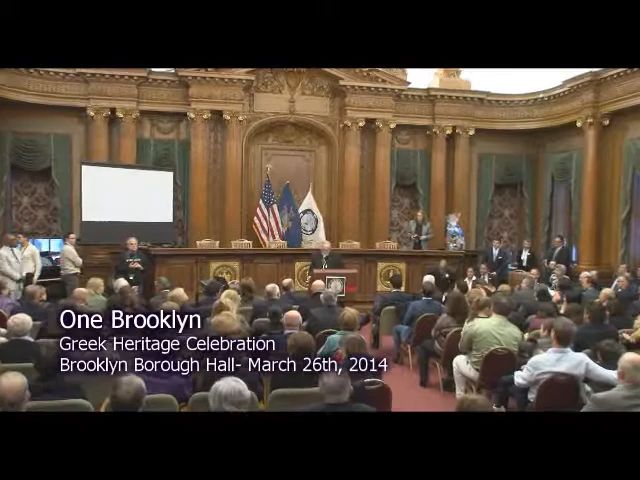 One Brooklyn
Greek Heritage Celebration
Brooklyn Borough Hall- March 26th, 2014